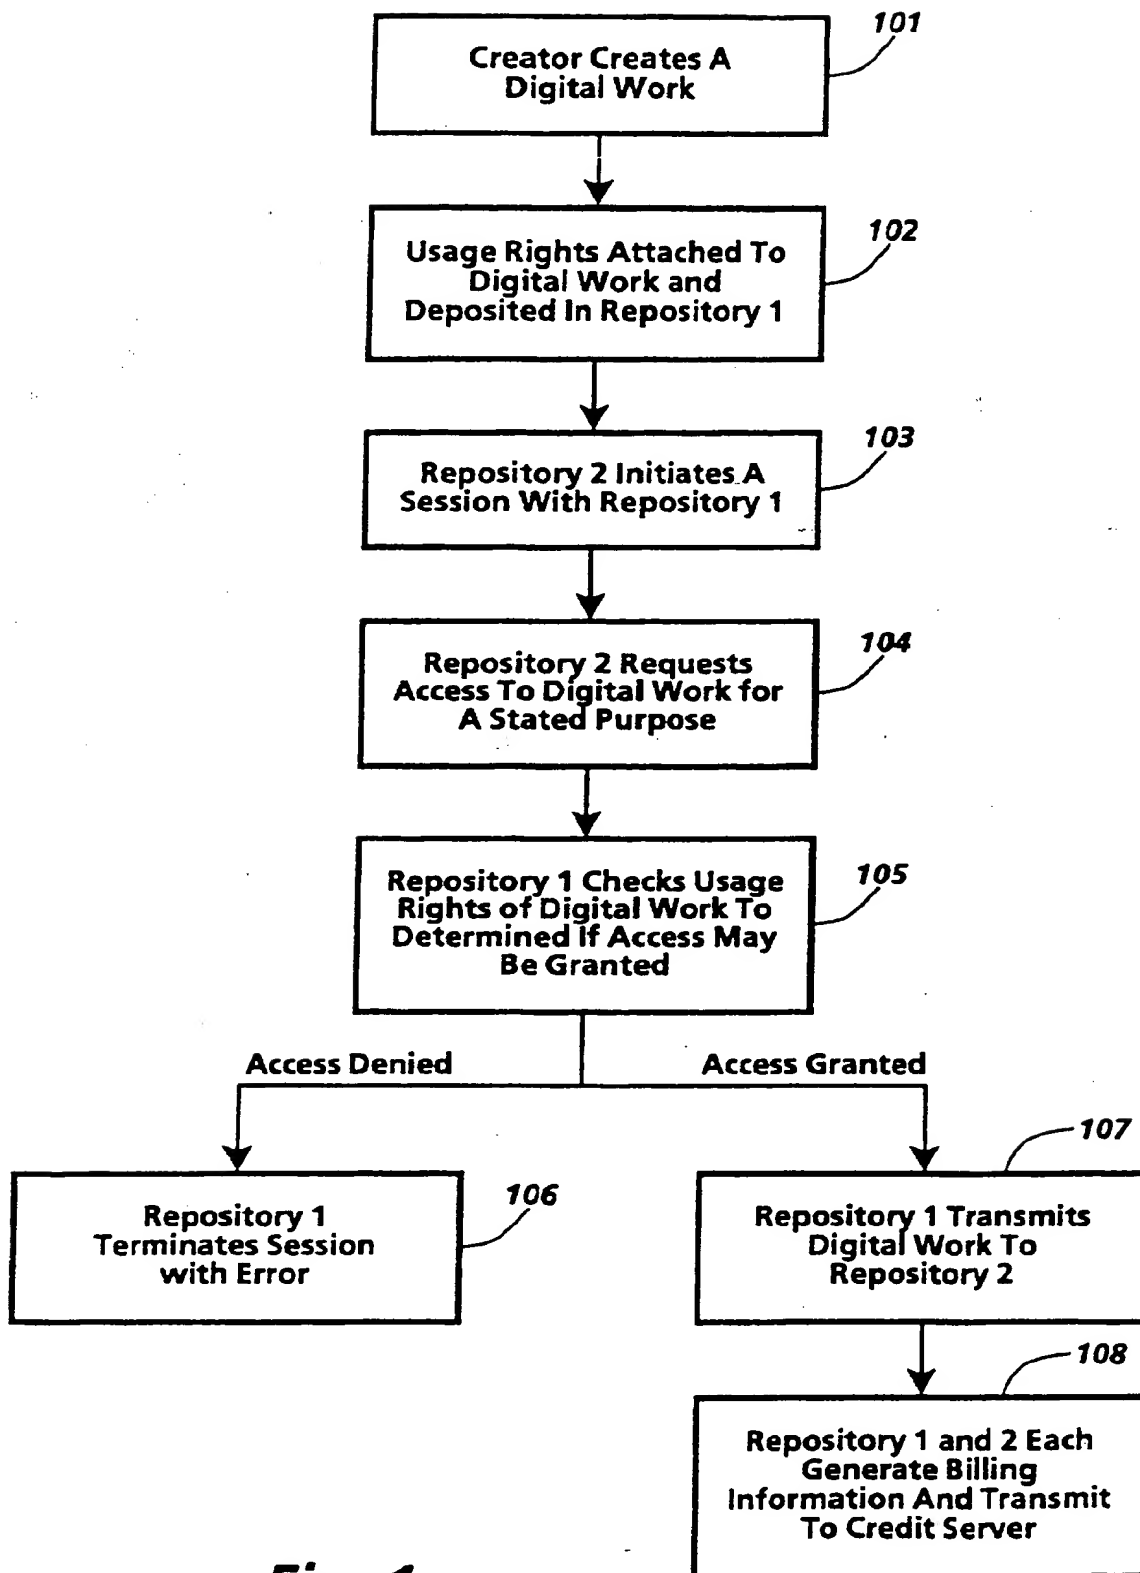 101
Creator Creates A
Digital Work
102
Usage Rights Attached To
Digital Work and
Deposited In Repository 1
103
Repository 2 Initiates A
Session With Repository 1
104
Repository 2 Requests
Access To Digital Work for
A Stated Purpose
105
Repository 1 Checks Usage
Rights of Digital Work To
Determined If Access May
Be Granted
Access Denied
Access Granted
106
Repository 1
Terminates Session
with Error
107
Repository 1 Transmits
Digital Work To
Repository 2
108
Repository 1 and 2 Each
Generate Billing
Information And Transmit
To Credit Server